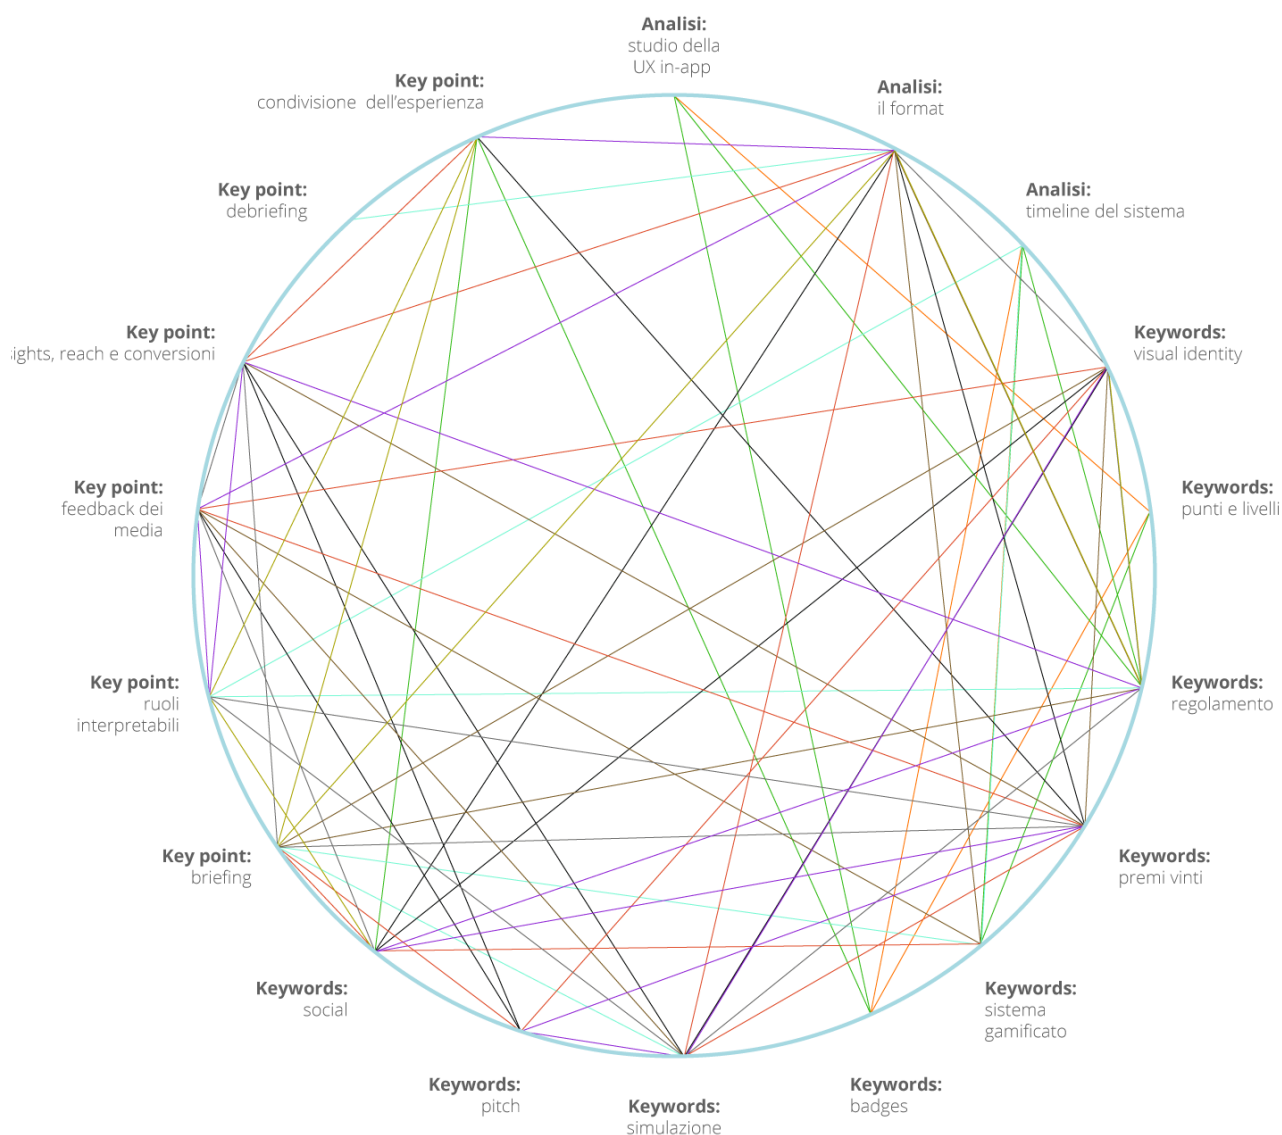 Analisi:
studio della
UX in-app
Analisi:
il format
Analisi:
timeline del sistema
Keywords:
visual identity
Keywords:
punti e livelli
Keywords:
regolamento
Keywords:
premi vinti
Keywords:
sistema
gamificato
Keywords:
badges
Keywords:
simulazione
Keywords:
pitch
Keywords:
social
Key point:
briefing
Key point:
ruoli
interpretabili
Key point:
feedback dei
media
Key point:
reach e conversioni
Key point:
debriefing
Key point:
condivisione dell'esperienza